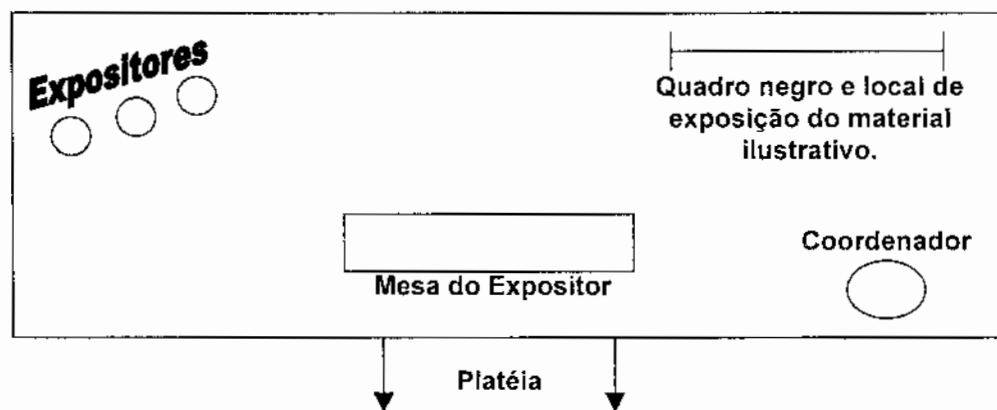 Expositores
Quadro negro e local de
exposição do material
ilustrativo.
Coordenador
Mesa do Expositor
Platéia